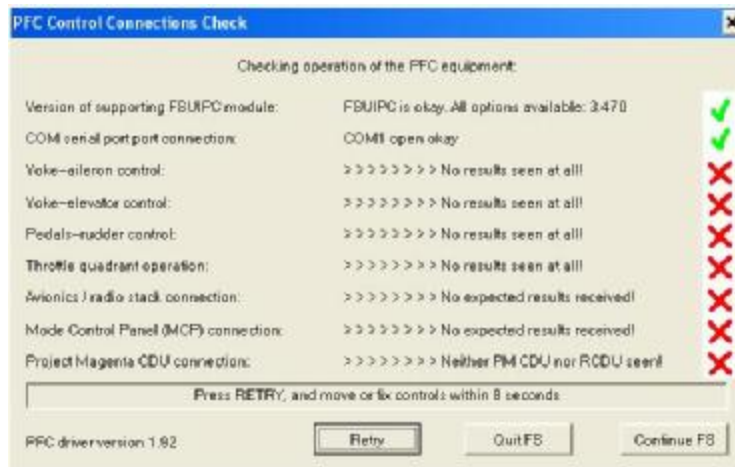 PFC Control Connections Check
Checking operation of the PFC equipment:
Version of supporting FSUIPC module: FSUIPC is okay. All options available: 3.470
COM serial port port connection: COM1 open okay
Yoke-aileron control: >>>>>>>> No results seen at all!
Yoke-elevator control: >>>>>>>> No results seen at all!
Pedals-rudder control: >>>>>>>> No results seen at all!
Throttle quadrant operation: >>>>>>>> No results seen at all!
Avionics / radio stack connection: >>>>>>>> No expected results received!
Mode Control Panel (MCP) connection: >>>>>>>> No expected results received!
Project Magenta CDU connection: >>>>>>>> Neither PM CDU nor RCDU seen!
Press RETRY, and move or fix controls within 8 seconds
PFC driver version 1.92 Retry Quit FS Continue FS